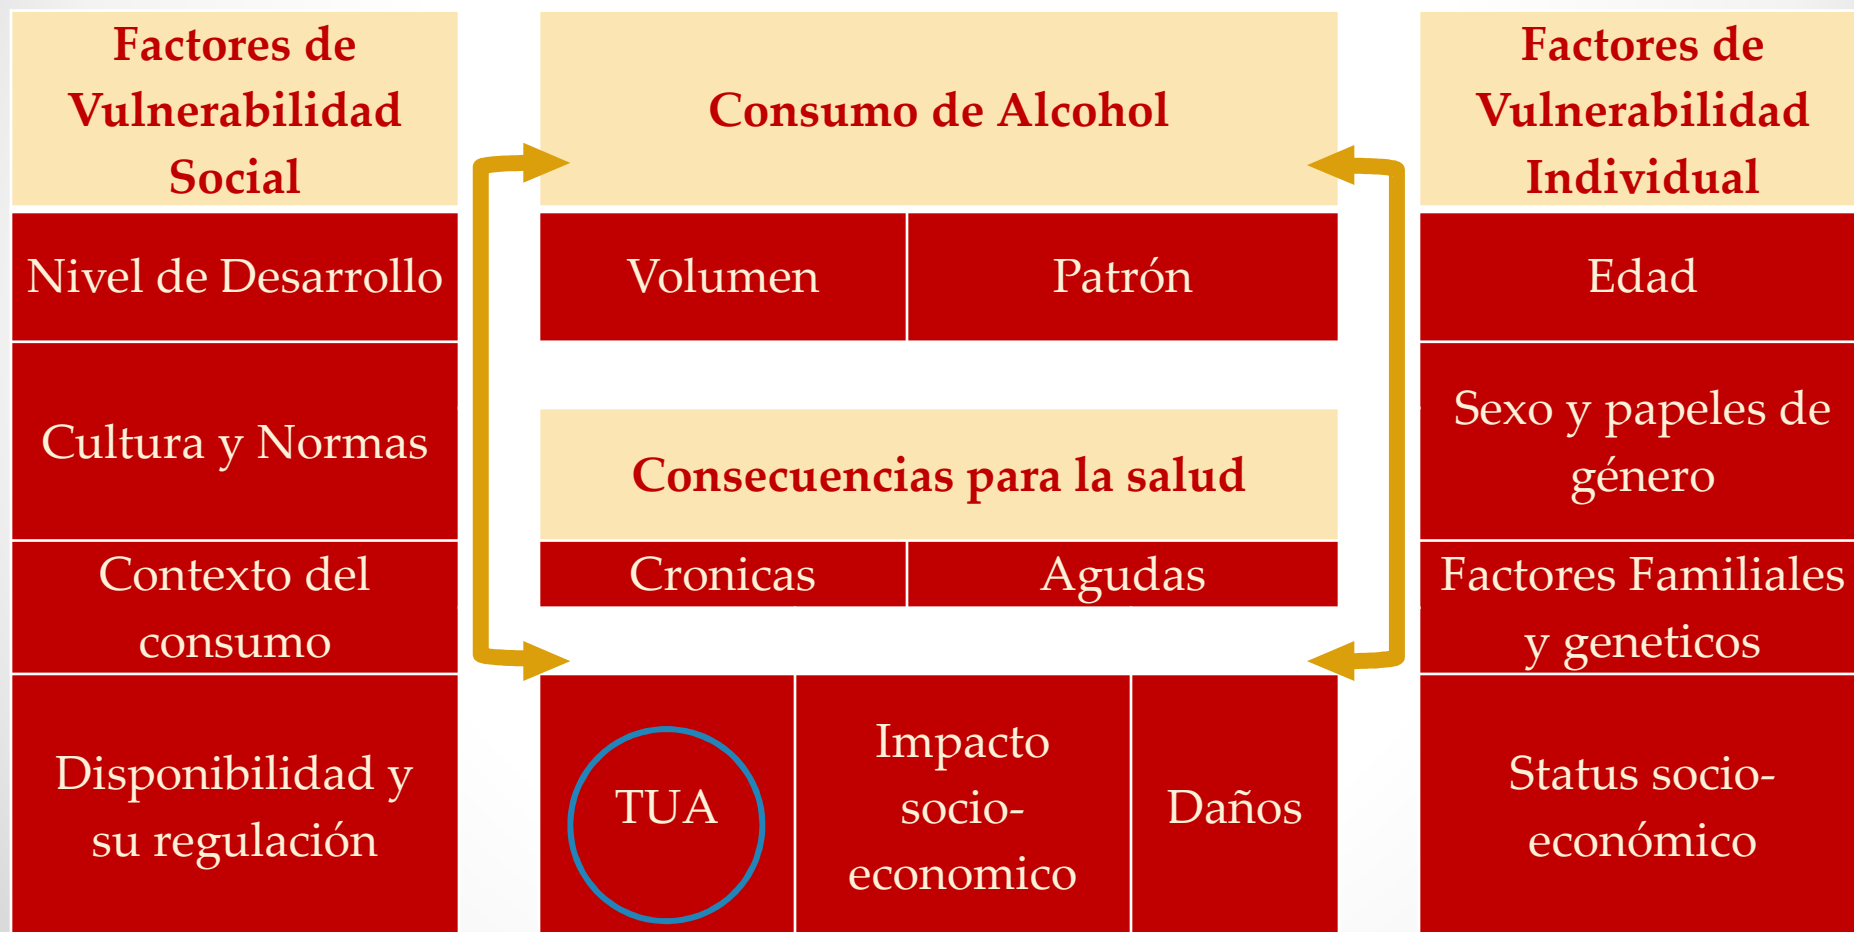 Factores de
Vulnerabilidad
Social
Nivel de Desarrollo
Cultura y Normas
Contexto del
consumo
Disponibilidad y
su regulación
Consumo de Alcohol
Volumen
Patrón
Consecuencias para la salud
Cronicas
Agudas
TUA
Impacto
socio-
economico
Daños
Factores de
Vulnerabilidad
Individual
Edad
Sexo y papeles de
género
Factores Familiales
y geneticos
Status socio-
económico